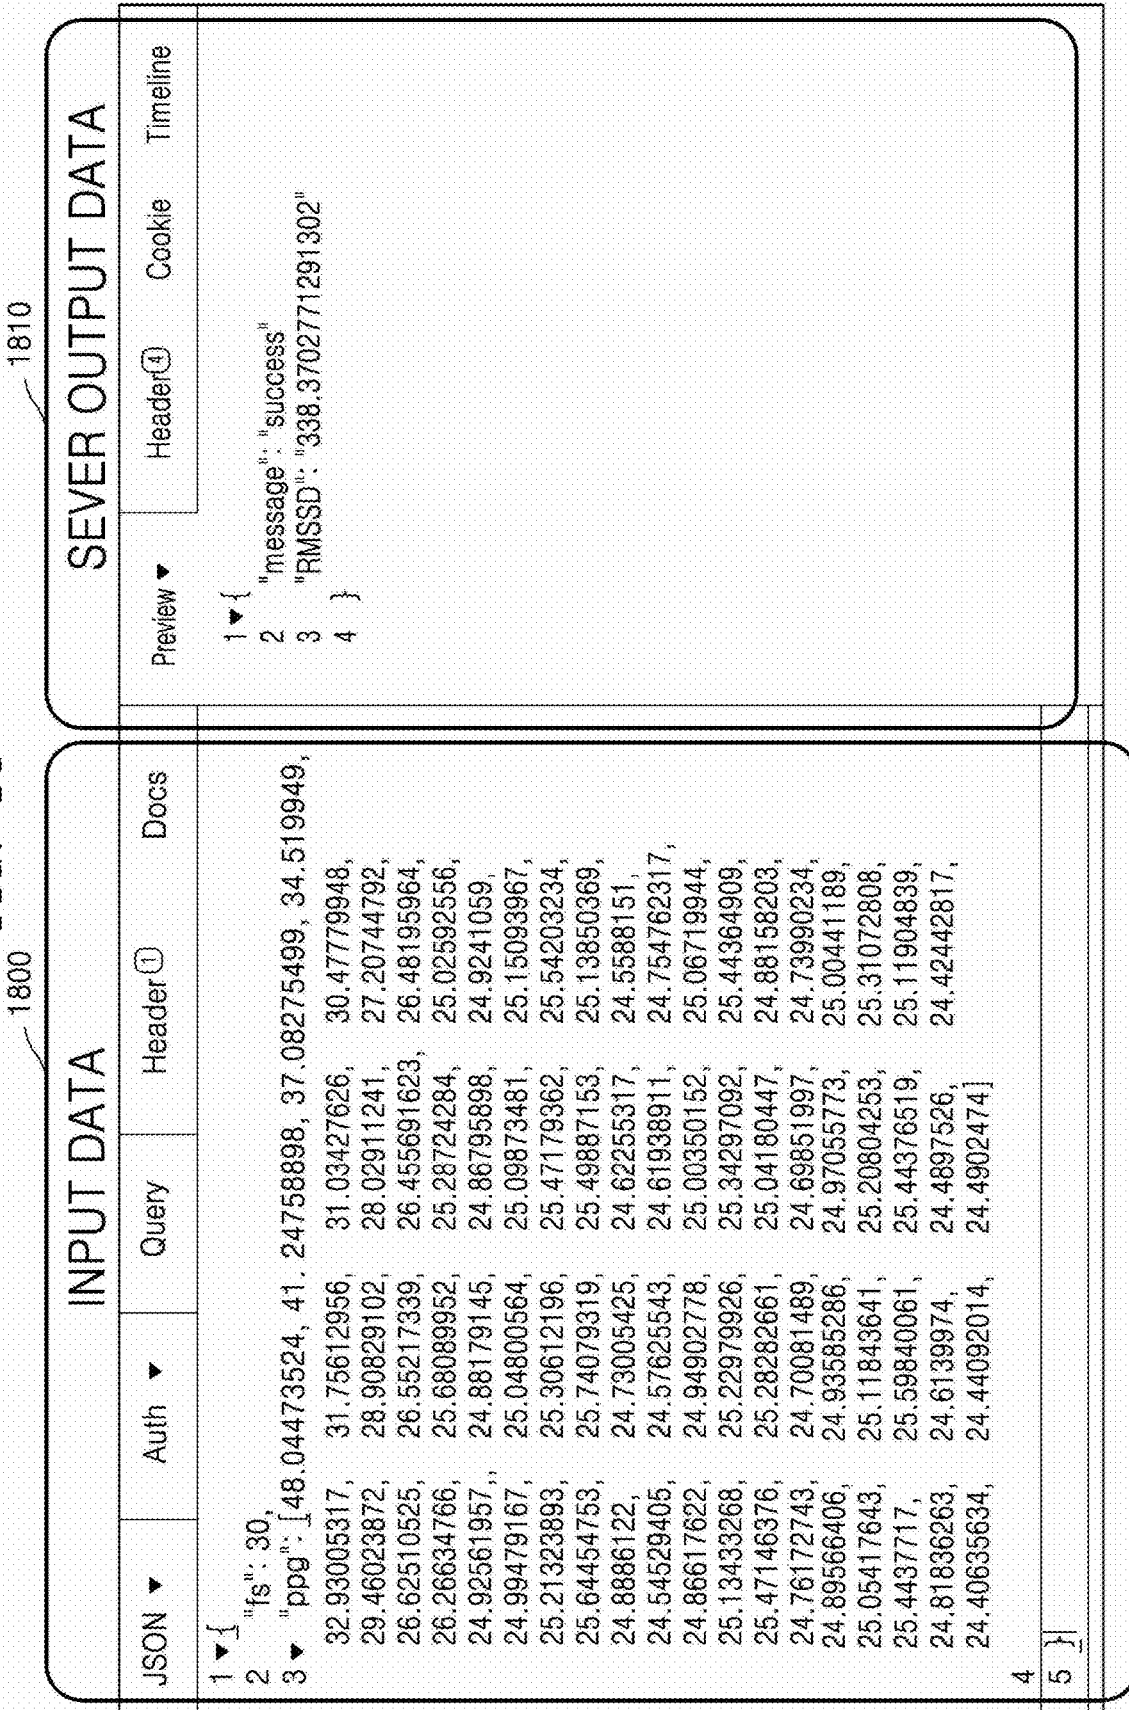 1800
INPUT DATA
JSON ▼ Auth ▼ Query Header ① Docs
1 ▼ {
2 "fs": 30,
3 ▼ "ppg": [48.04473524, 41. 24758898, 37.08275499, 34.519949,
32.93005317, 31.75612956, 31.03427626, 30.47779948,
29.46023872, 28.90829102, 28.02911241, 27.20744792,
26.62510525, 26.55217339, 26.455691623, 26.48195964,
26.26634766, 25.68089952, 25.28724284, 25.02592556,
24.92561957,, 24.88179145, 24.86795898, 24.9241059,
24.99479167, 25.04800564, 25.09873481, 25.15093967,
25.21323893, 25.30612196, 25.47179362, 25.54203234,
25.64454753, 25.74079319, 25.49887153, 25.13850369,
24.8886122, 24.73005425, 24.62255317, 24.5588151,
24.54529405, 24.57625543, 24.61938911, 24.754762317,
24.86617622, 24.94902778, 25.00350152, 25.06719944,
25.13433268, 25.22979926, 25.34297092, 25.44364909,
25.47146376, 25.28282661, 25.04180447, 24.88158203,
24.76172743, 24.70081489, 24.69851997, 24.73990234,
24.89566406, 24.93585286, 24.97055773, 25.00441189,
25.05417643, 25.11843641, 25.20804253, 25.31072808,
25.4437717, 25.59840061, 25.44376519, 25.11904839,
24.81836263, 24.6139974, 24.4897526, 24.42442817,
24.40635634, 24.44092014, 24.4902474]
4
5 }
1810
SEVER OUTPUT DATA
Preview ▼ Header④ Cookie Timeline
1 ▼ {
2 "message": "success"
3 "RMSSD": "338.3702771291302"
4 }